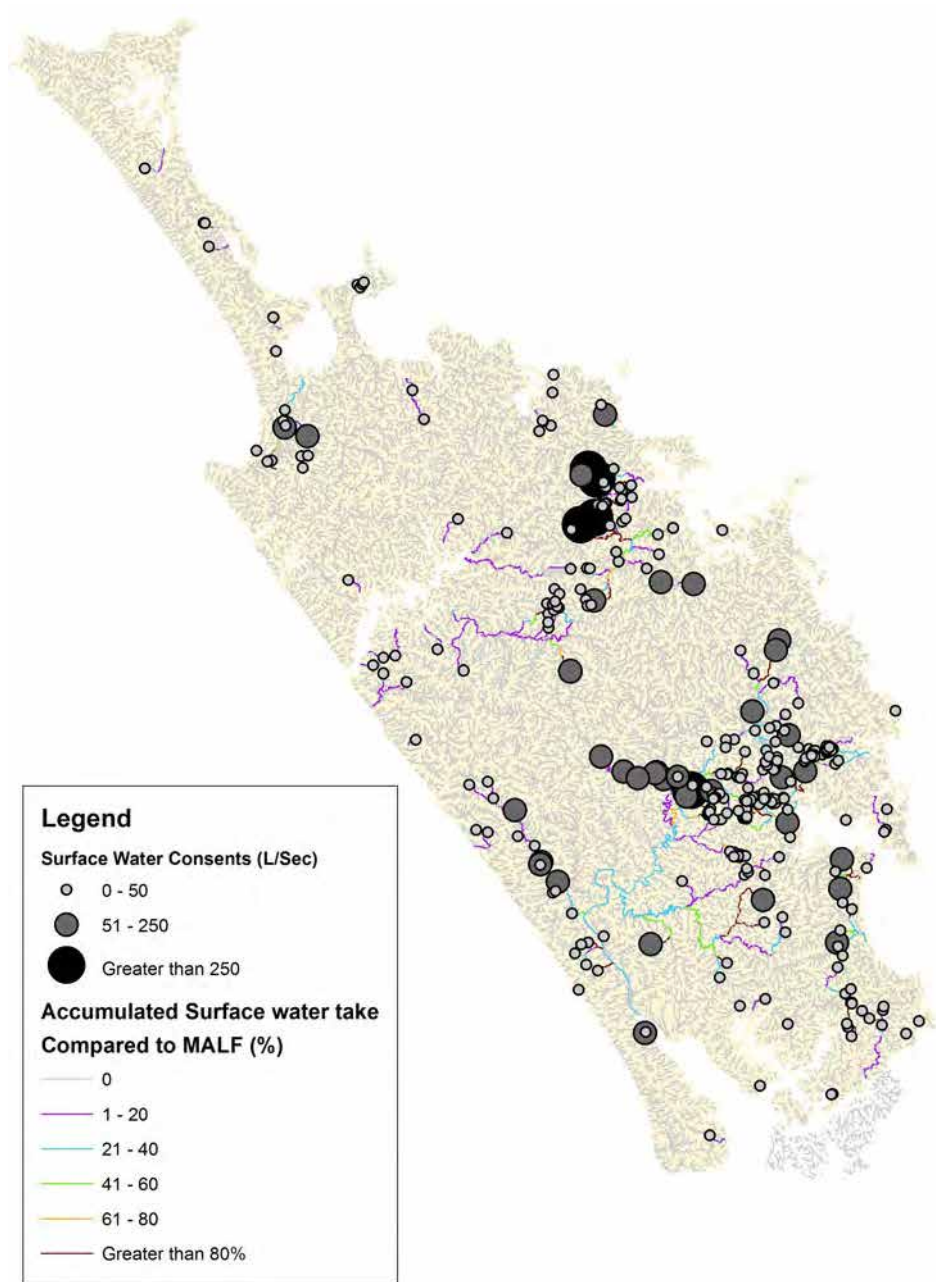 Legend
Surface Water Consents (L/Sec)
0 - 50
51 - 250
Greater than 250
Accumulated Surface water take
Compared to MALF (%)
0
1 - 20
21 - 40
41 - 60
61 - 80
Greater than 80%